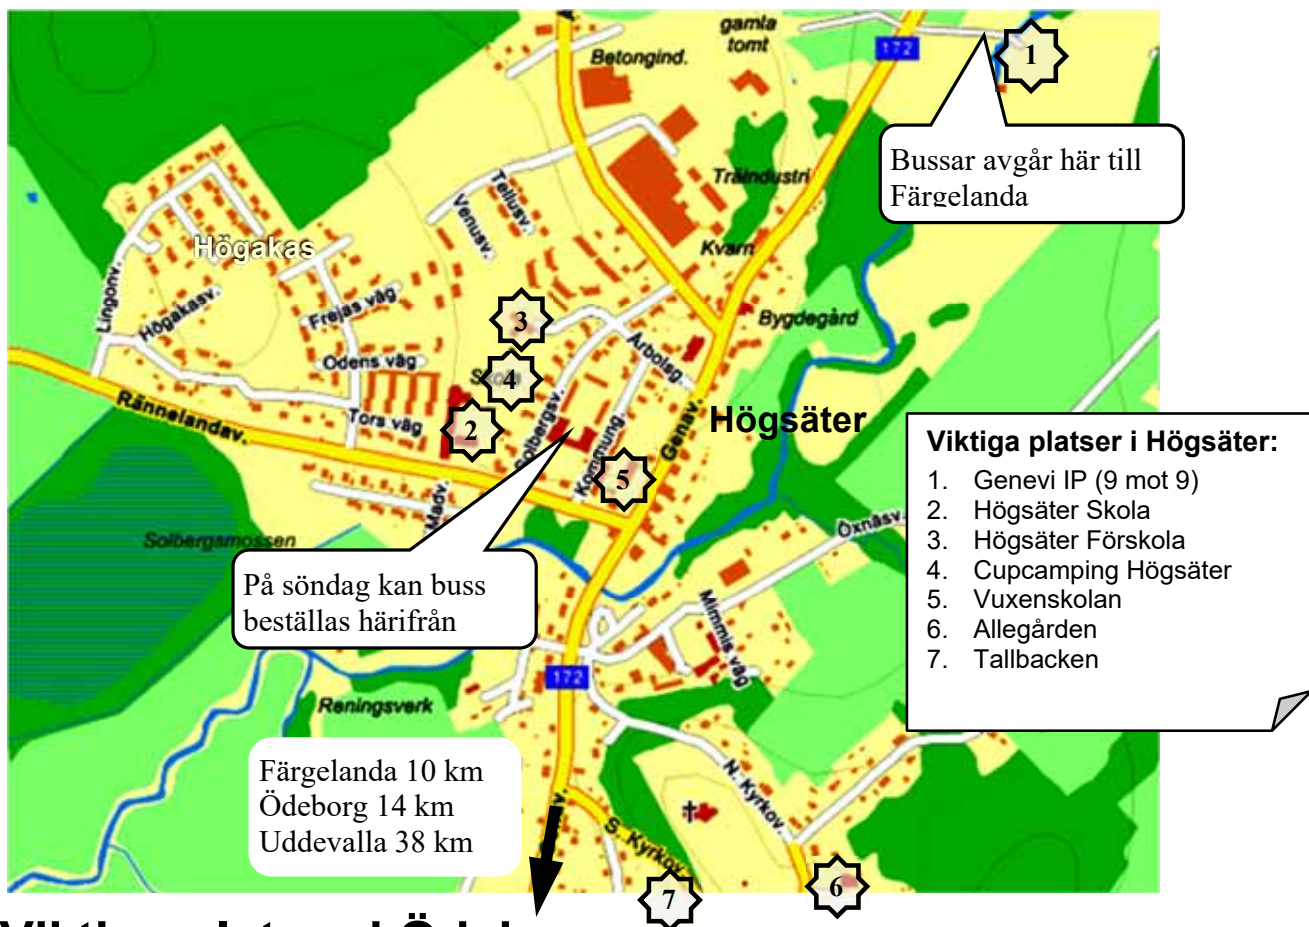 gamla
tomt
Betongind.
172
1
Bussar avgår här till
Färgelanda
Träindustri
Tellusv.
Venusv.
Kvarn
Högakas
Lingonv.
Högakasv.
Frejas väg
3
Bygdegård
Odens väg
Årbolsg.
Skola
4
Rännelandav.
Tors väg
2
Solbergsv.
Kommung.
Genav.
Högsäter
5
Madv.
Solbergsmossen
Öxnäsv.
På söndag kan buss
beställas härifrån
Viktiga platser i Högsäter:
1. Genevi IP (9 mot 9)
2. Högsäter Skola
3. Högsäter Förskola
4. Cupcamping Högsäter
5. Vuxenskolan
6. Allegården
7. Tallbacken
Mimmis väg
172
Reningsverk
Färgelanda 10 km
Ödeborg 14 km
Uddevalla 38 km
N. Kyrkov.
S. Kyrkov.
6
7